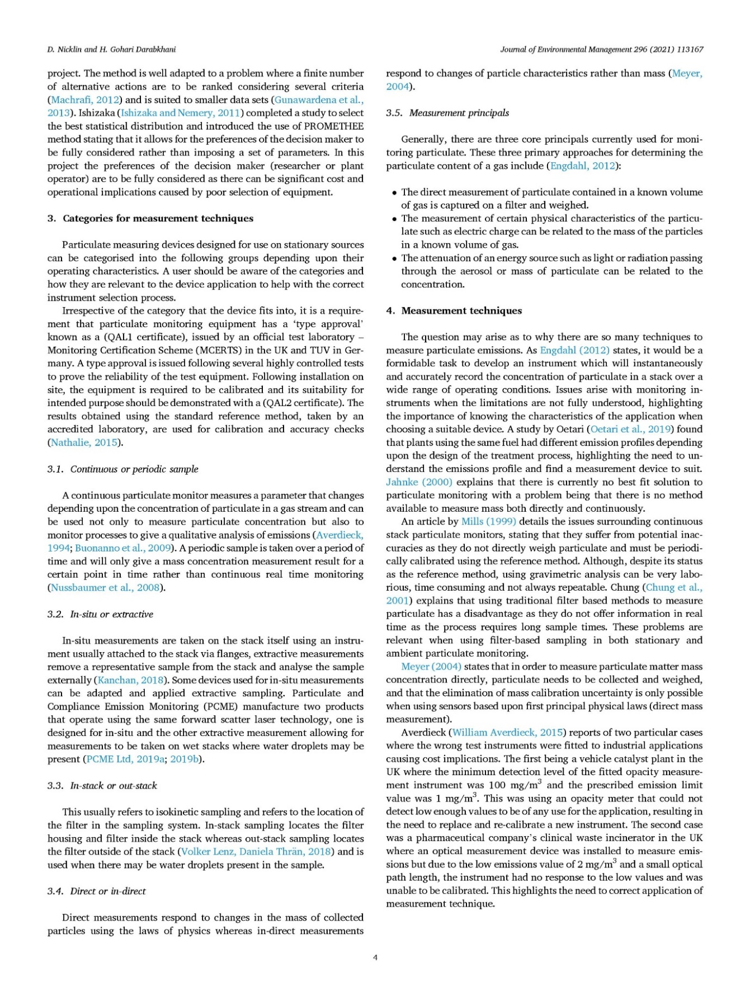 D. Nicklin and H. Gohari Darabkhani
Journal of Environmental Management 296 (2021) 113167
project. The method is well adapted to a problem where a finite number
of alternative actions are to be ranked considering several criteria
(Machrafi, 2012) and is suited to smaller data sets (Gunawardena et al.,
2013). Ishizaka (Ishizaka and Nemery, 2011) completed a study to select
the best statistical distribution and introduced the use of PROMETHEE
method stating that it allows for the preferences of the decision maker to
be fully considered rather than imposing a set of parameters. In this
project the preferences of the decision maker (researcher or plant
operator) are to be fully considered as there can be significant cost and
operational implications caused by poor selection of equipment.
3. Categories for measurement techniques
Particulate measuring devices designed for use on stationary sources
can be categorised into the following groups depending upon their
operating characteristics. A user should be aware of the categories and
how they are relevant to the device application to help with the correct
instrument selection process.
Irrespective of the category that the device fits into, it is a require-
ment that particulate monitoring equipment has a ‘type approval’
known as a (QAL1 certificate), issued by an official test laboratory –
Monitoring Certification Scheme (MCERTS) in the UK and TUV in Ger-
many. A type approval is issued following several highly controlled tests
to prove the reliability of the test equipment. Following installation on
site, the equipment is required to be calibrated and its suitability for
intended purpose should be demonstrated with a (QAL2 certificate). The
results obtained using the standard reference method, taken by an
accredited laboratory, are used for calibration and accuracy checks
(Nathalie, 2015).
3.1. Continuous or periodic sample
A continuous particulate monitor measures a parameter that changes
depending upon the concentration of particulate in a gas stream and can
be used not only to measure particulate concentration but also to
monitor processes to give a qualitative analysis of emissions (Averdieck,
1994; Buonanno et al., 2009). A periodic sample is taken over a period of
time and will only give a mass concentration measurement result for a
certain point in time rather than continuous real time monitoring
(Nussbaumer et al., 2008).
3.2. In-situ or extractive
In-situ measurements are taken on the stack itself using an instru-
ment usually attached to the stack via flanges, extractive measurements
remove a representative sample from the stack and analyse the sample
externally (Kanchan, 2018). Some devices used for in-situ measurements
can be adapted and applied extractive sampling. Particulate and
Compliance Emission Monitoring (PCME) manufacture two products
that operate using the same forward scatter laser technology, one is
designed for in-situ and the other extractive measurement allowing for
measurements to be taken on wet stacks where water droplets may be
present (PCME Ltd, 2019a; 2019b).
3.3. In-stack or out-stack
This usually refers to isokinetic sampling and refers to the location of
the filter in the sampling system. In-stack sampling locates the filter
housing and filter inside the stack whereas out-stack sampling locates
the filter outside of the stack (Volker Lenz, Daniela Thrän, 2018) and is
used when there may be water droplets present in the sample.
3.4. Direct or in-direct
Direct measurements respond to changes in the mass of collected
particles using the laws of physics whereas in-direct measurements
respond to changes of particle characteristics rather than mass (Meyer,
2004).
3.5. Measurement principals
Generally, there are three core principals currently used for moni-
toring particulate. These three primary approaches for determining the
particulate content of a gas include (Engdahl, 2012):
• The direct measurement of particulate contained in a known volume
of gas is captured on a filter and weighed.
• The measurement of certain physical characteristics of the particu-
late such as electric charge can be related to the mass of the particles
in a known volume of gas.
• The attenuation of an energy source such as light or radiation passing
through the aerosol or mass of particulate can be related to the
concentration.
4. Measurement techniques
The question may arise as to why there are so many techniques to
measure particulate emissions. As Engdahl (2012) states, it would be a
formidable task to develop an instrument which will instantaneously
and accurately record the concentration of particulate in a stack over a
wide range of operating conditions. Issues arise with monitoring in-
struments when the limitations are not fully understood, highlighting
the importance of knowing the characteristics of the application when
choosing a suitable device. A study by Oetari (Oetari et al., 2019) found
that plants using the same fuel had different emission profiles depending
upon the design of the treatment process, highlighting the need to un-
derstand the emissions profile and find a measurement device to suit.
Jahnke (2000) explains that there is currently no best fit solution to
particulate monitoring with a problem being that there is no method
available to measure mass both directly and continuously.
An article by Mills (1999) details the issues surrounding continuous
stack particulate monitors, stating that they suffer from potential inac-
curacies as they do not directly weigh particulate and must be periodi-
cally calibrated using the reference method. Although, despite its status
as the reference method, using gravimetric analysis can be very labo-
rious, time consuming and not always repeatable. Chung (Chung et al.,
2001) explains that using traditional filter based methods to measure
particulate has a disadvantage as they do not offer information in real
time as the process requires long sample times. These problems are
relevant when using filter-based sampling in both stationary and
ambient particulate monitoring.
Meyer (2004) states that in order to measure particulate matter mass
concentration directly, particulate needs to be collected and weighed,
and that the elimination of mass calibration uncertainty is only possible
when using sensors based upon first principal physical laws (direct mass
measurement).
Averdieck (William Averdieck, 2015) reports of two particular cases
where the wrong test instruments were fitted to industrial applications
causing cost implications. The first being a vehicle catalyst plant in the
UK where the minimum detection level of the fitted opacity measure-
ment instrument was 100 mg/m³ and the prescribed emission limit
value was 1 mg/m³. This was using an opacity meter that could not
detect low enough values to be of any use for the application, resulting in
the need to replace and re-calibrate a new instrument. The second case
was a pharmaceutical company’s clinical waste incinerator in the UK
where an optical measurement device was installed to measure emis-
sions but due to the low emissions value of 2 mg/m³ and a small optical
path length, the instrument had no response to the low values and was
unable to be calibrated. This highlights the need to correct application of
measurement technique.
4